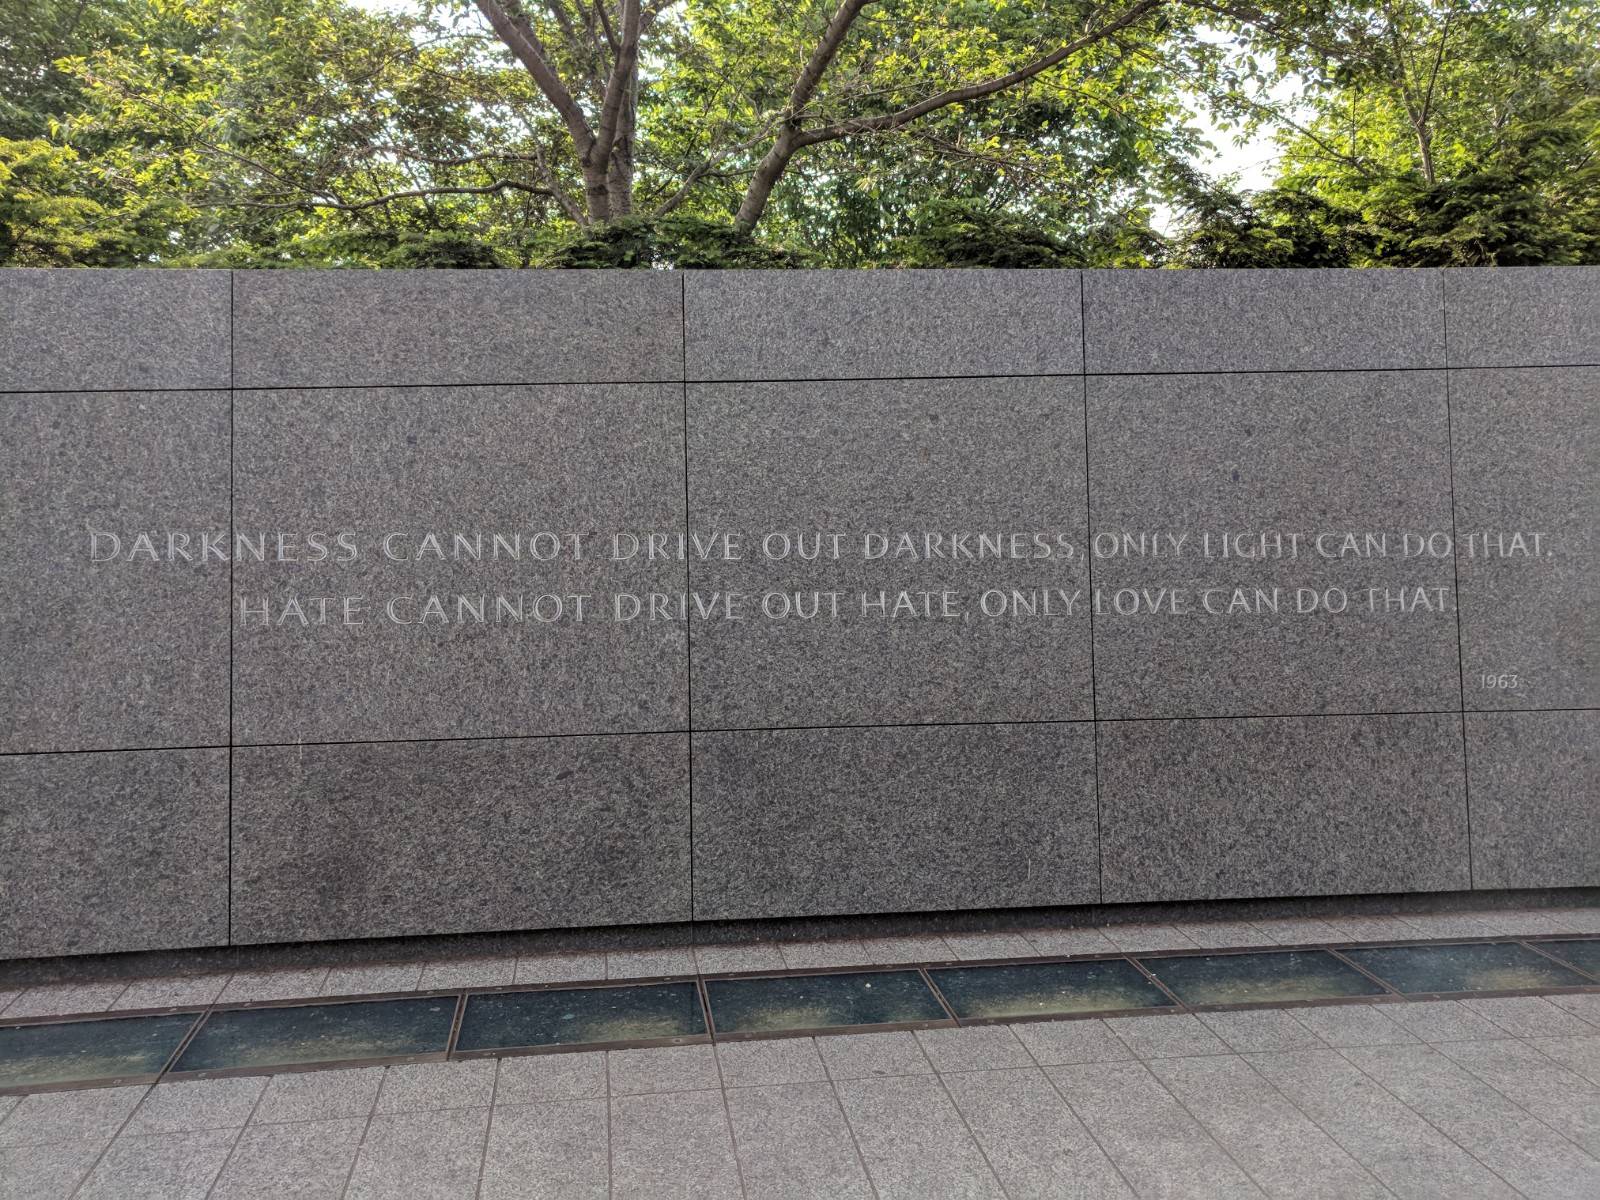 DARKNESS CANNOT DRIVE OUT DARKNESS, ONLY LIGHT CAN DO THAT.
HATE CANNOT DRIVE OUT HATE, ONLY LOVE CAN DO THAT.
1963